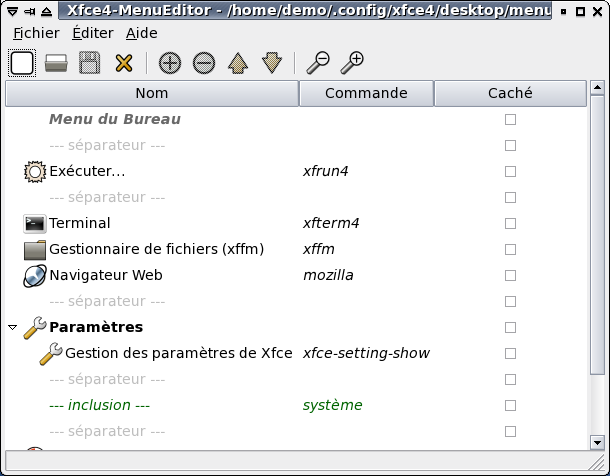 Xfce4-MenuEditor - /home/demo/.config/xfce4/desktop/menu
Fichier Éditer Aide
Nom Commande Caché
Menu du Bureau
--- séparateur ---
Exécuter... xfrun4
--- séparateur ---
Terminal xfterm4
Gestionnaire de fichiers (xffm) xffm
Navigateur Web mozilla
--- séparateur ---
Paramètres
Gestion des paramètres de Xfce xfce-setting-show
--- séparateur ---
--- inclusion --- système
--- séparateur ---